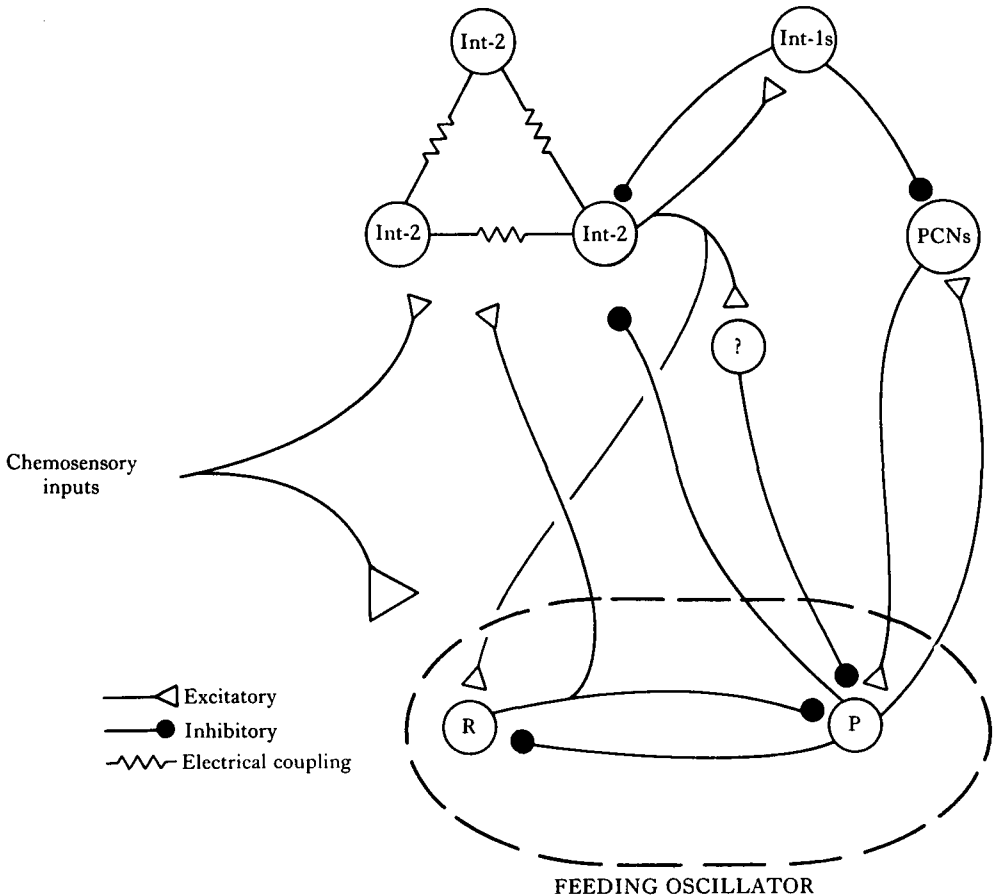 Int-2
Int-1s
Int-2
Int-2
PCNs
?
Chemosensory
inputs
Excitatory
Inhibitory
Electrical coupling
R
P
FEEDING OSCILLATOR